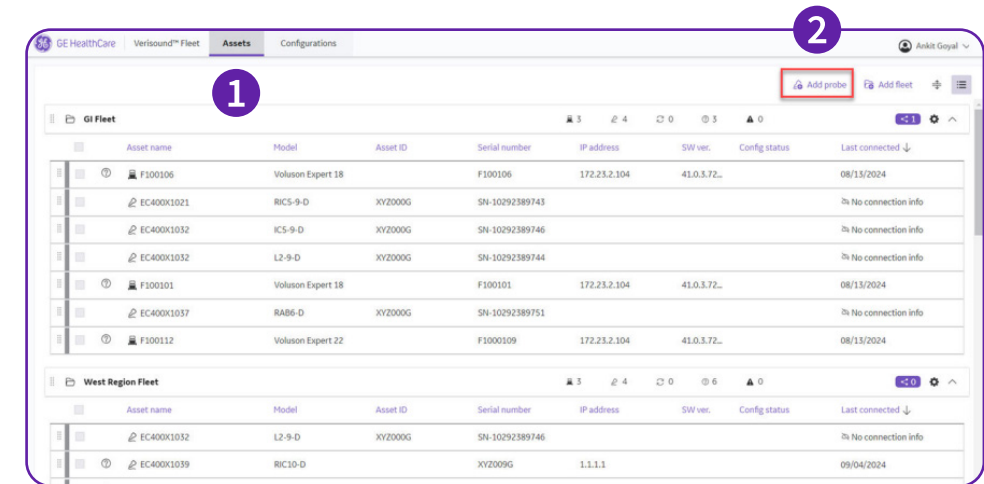 2
GE HealthCare Verisound™ Fleet Assets Configurations Ankit Goyal
1
Add probe Add fleet
GI Fleet 3 4 0 3 0 1
Asset name Model Asset ID Serial number IP address SW ver. Config status Last connected
F100106 Voluson Expert 18 F100106 172.23.2.104 41.0.3.72... 08/13/2024
EC400X1021 RIC5-9-D XYZ000G SN-10292389743 No connection info
EC400X1032 IC5-9-D XYZ000G SN-10292389746 No connection info
EC400X1032 L2-9-D XYZ000G SN-10292389744 No connection info
F100101 Voluson Expert 18 F100101 172.23.2.104 41.0.3.72... 08/13/2024
EC400X1037 RAB6-D XYZ000G SN-10292389751 No connection info
F100112 Voluson Expert 22 F1000109 172.23.2.104 41.0.3.72... 08/13/2024
West Region Fleet 3 4 0 6 0 0
Asset name Model Asset ID Serial number IP address SW ver. Config status Last connected
EC400X1032 L2-9-D XYZ000G SN-10292389746 No connection info
EC400X1039 RIC10-D XYZ009G 1.1.1.1 09/04/2024